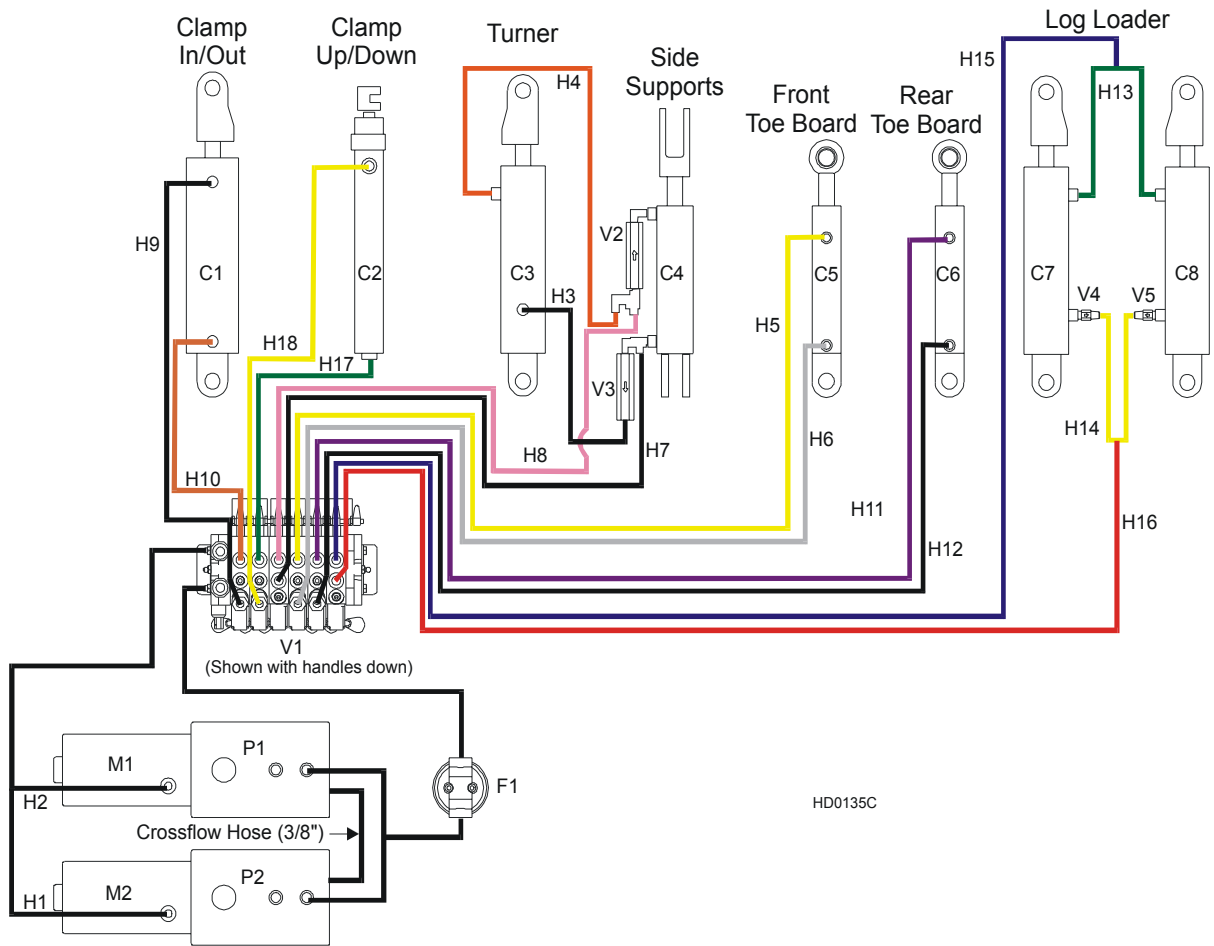 Clamp
In/Out
Clamp
Up/Down
Turner
Side
Supports
Front
Toe Board
Rear
Toe Board
Log Loader
H15
H4
H13
H9
V2
C1
C2
C3
C4
C5
C6
C7
C8
H3
H5
V4
V5
H18
H17
V3
H14
H6
H7
H8
H10
H11
H16
H12
V1
(Shown with handles down)
P1
M1
F1
H2
HD0135C
Crossflow Hose (3/8")
P2
M2
H1